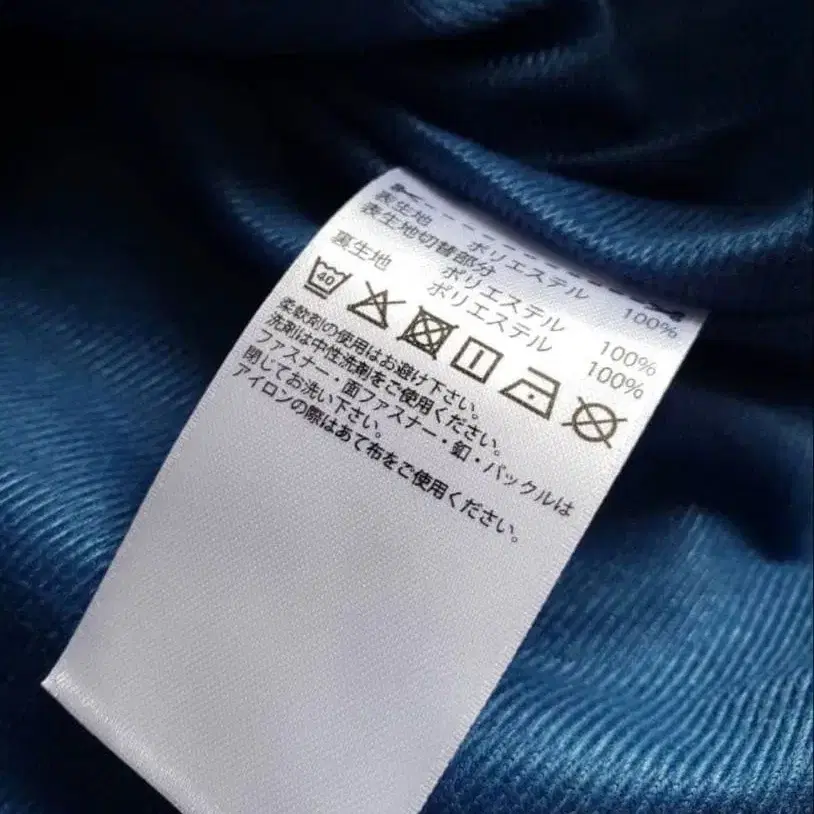 表生地 ポリエステル 100%
表生地切替部分 ポリエステル 100%
裏生地 ポリエステル 100%
40
柔軟剤の使用はお避け下さい。
洗剤は中性洗剤をご使用ください。
ファスナー・面ファスナー・釦・バックルは
閉じてお洗い下さい。
アイロンの際はあて布をご使用ください。